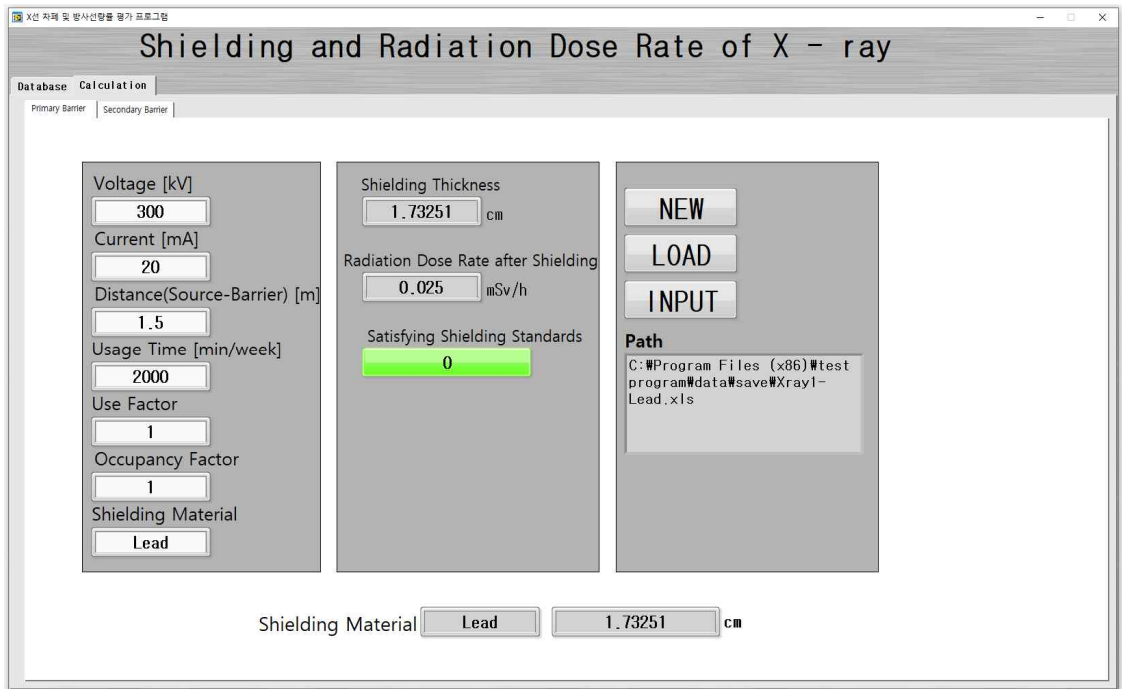 X선 차폐 및 방사선량률 평가 프로그램
Shielding and Radiation Dose Rate of X - ray
Database Calculation
Primary Barrier Secondary Barrier
Voltage [kV]
300
Current [mA]
20
Distance(Source-Barrier) [m]
1.5
Usage Time [min/week]
2000
Use Factor
1
Occupancy Factor
1
Shielding Material
Lead
Shielding Thickness
1.73251 cm
Radiation Dose Rate after Shielding
0.025 mSv/h
Satisfying Shielding Standards
0
NEW
LOAD
INPUT
Path
C:₩Program Files (x86)₩test
program₩data₩save₩Xray1-
Lead.xls
Shielding Material Lead 1.73251 cm